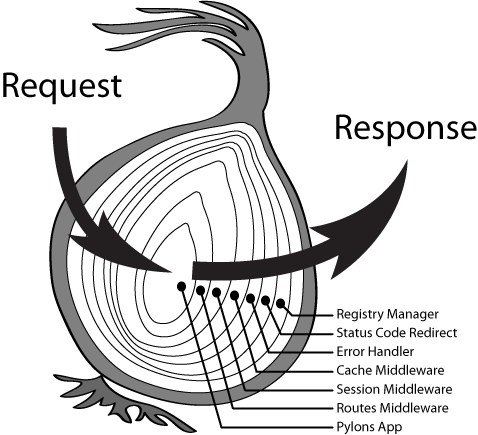 Request
Response
Registry Manager
Status Code Redirect
Error Handler
Cache Middleware
Session Middleware
Routes Middleware
Pylons App